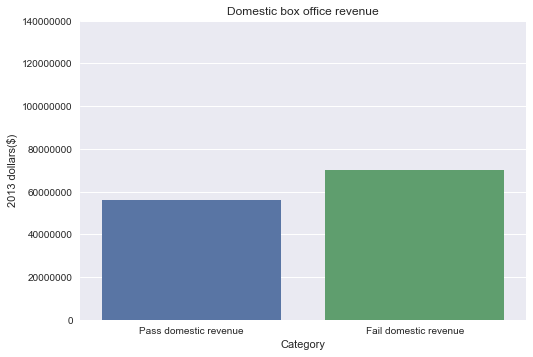 Domestic box office revenue
140000000
120000000
100000000
80000000
60000000
40000000
20000000
0
2013 dollars($)
Pass domestic revenue
Fail domestic revenue
Category